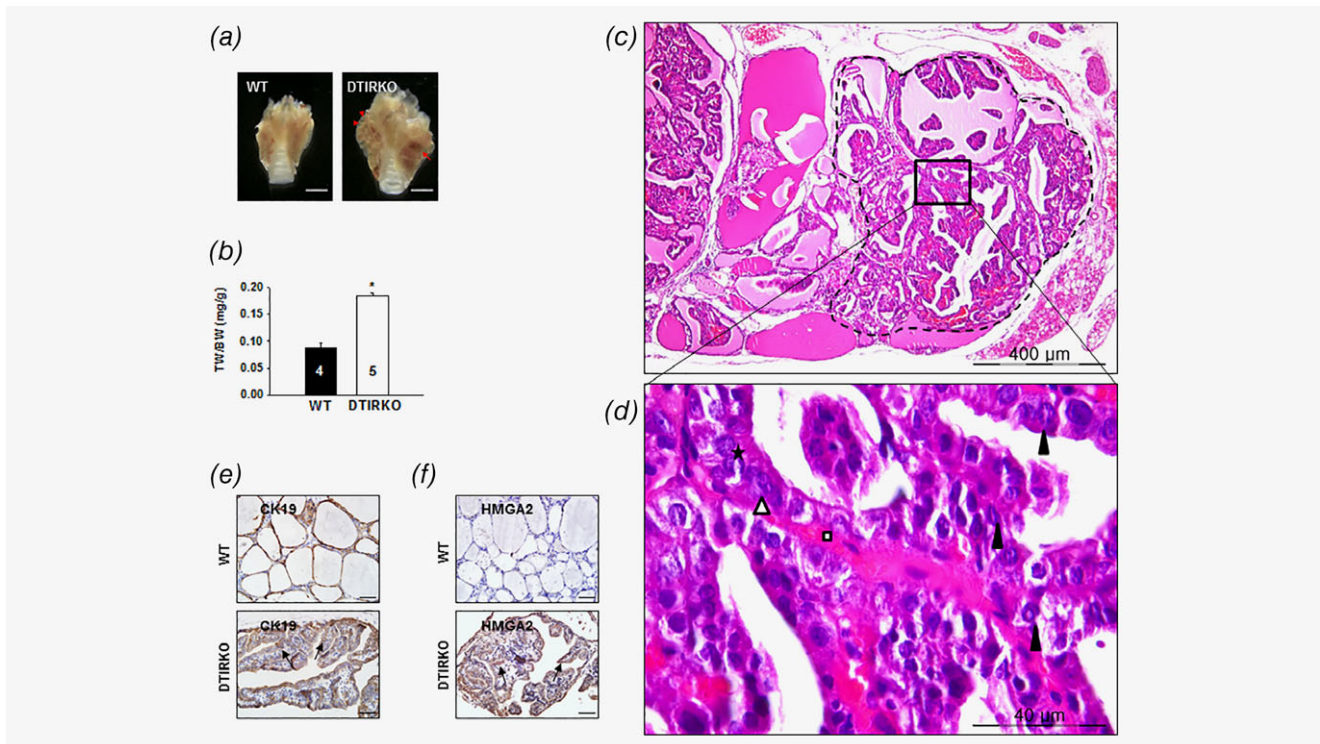 (a)
WT
DTIRKO
(b)
TW/BW (mg/g)
0.20
0.15
0.10
0.05
0.00
*
4
5
WT
DTIRKO
(c)
400 µm
(d)
40 µm
(e)
WT
CK19
DTIRKO
CK19
(f)
WT
HMGA2
DTIRKO
HMGA2